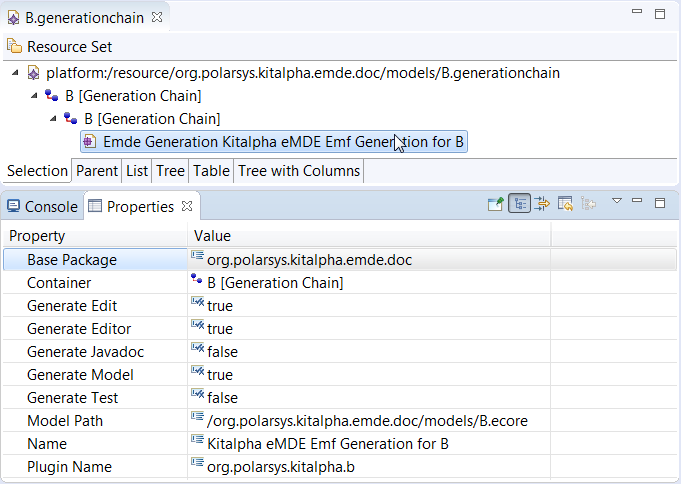 B.generationchain
Resource Set
platform:/resource/org.polarsys.kitalpha.emde.doc/models/B.generationchain
B [Generation Chain]
B [Generation Chain]
Emde Generation Kitalpha eMDE Emf Generation for B
Selection Parent List Tree Table Tree with Columns
Console Properties
Property Value
Base Package org.polarsys.kitalpha.emde.doc
Container B [Generation Chain]
Generate Edit true
Generate Editor true
Generate Javadoc false
Generate Model true
Generate Test false
Model Path /org.polarsys.kitalpha.emde.doc/models/B.ecore
Name Kitalpha eMDE Emf Generation for B
Plugin Name org.polarsys.kitalpha.b